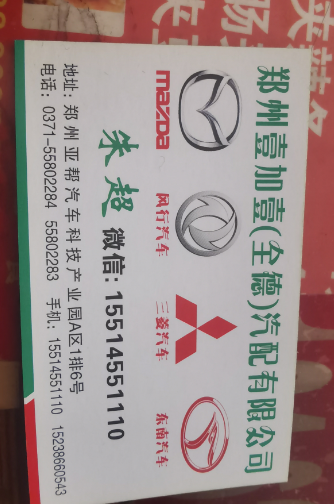 郑州壹加壹(全德)汽配有限公司
mazda
风行汽车
三菱汽车
东南汽车
朱超 微信:15514551110
地址:郑州亚帮汽车科技产业园A区1排6号
电话:0371-55802284 55802283 手机:15514551110 15238660543